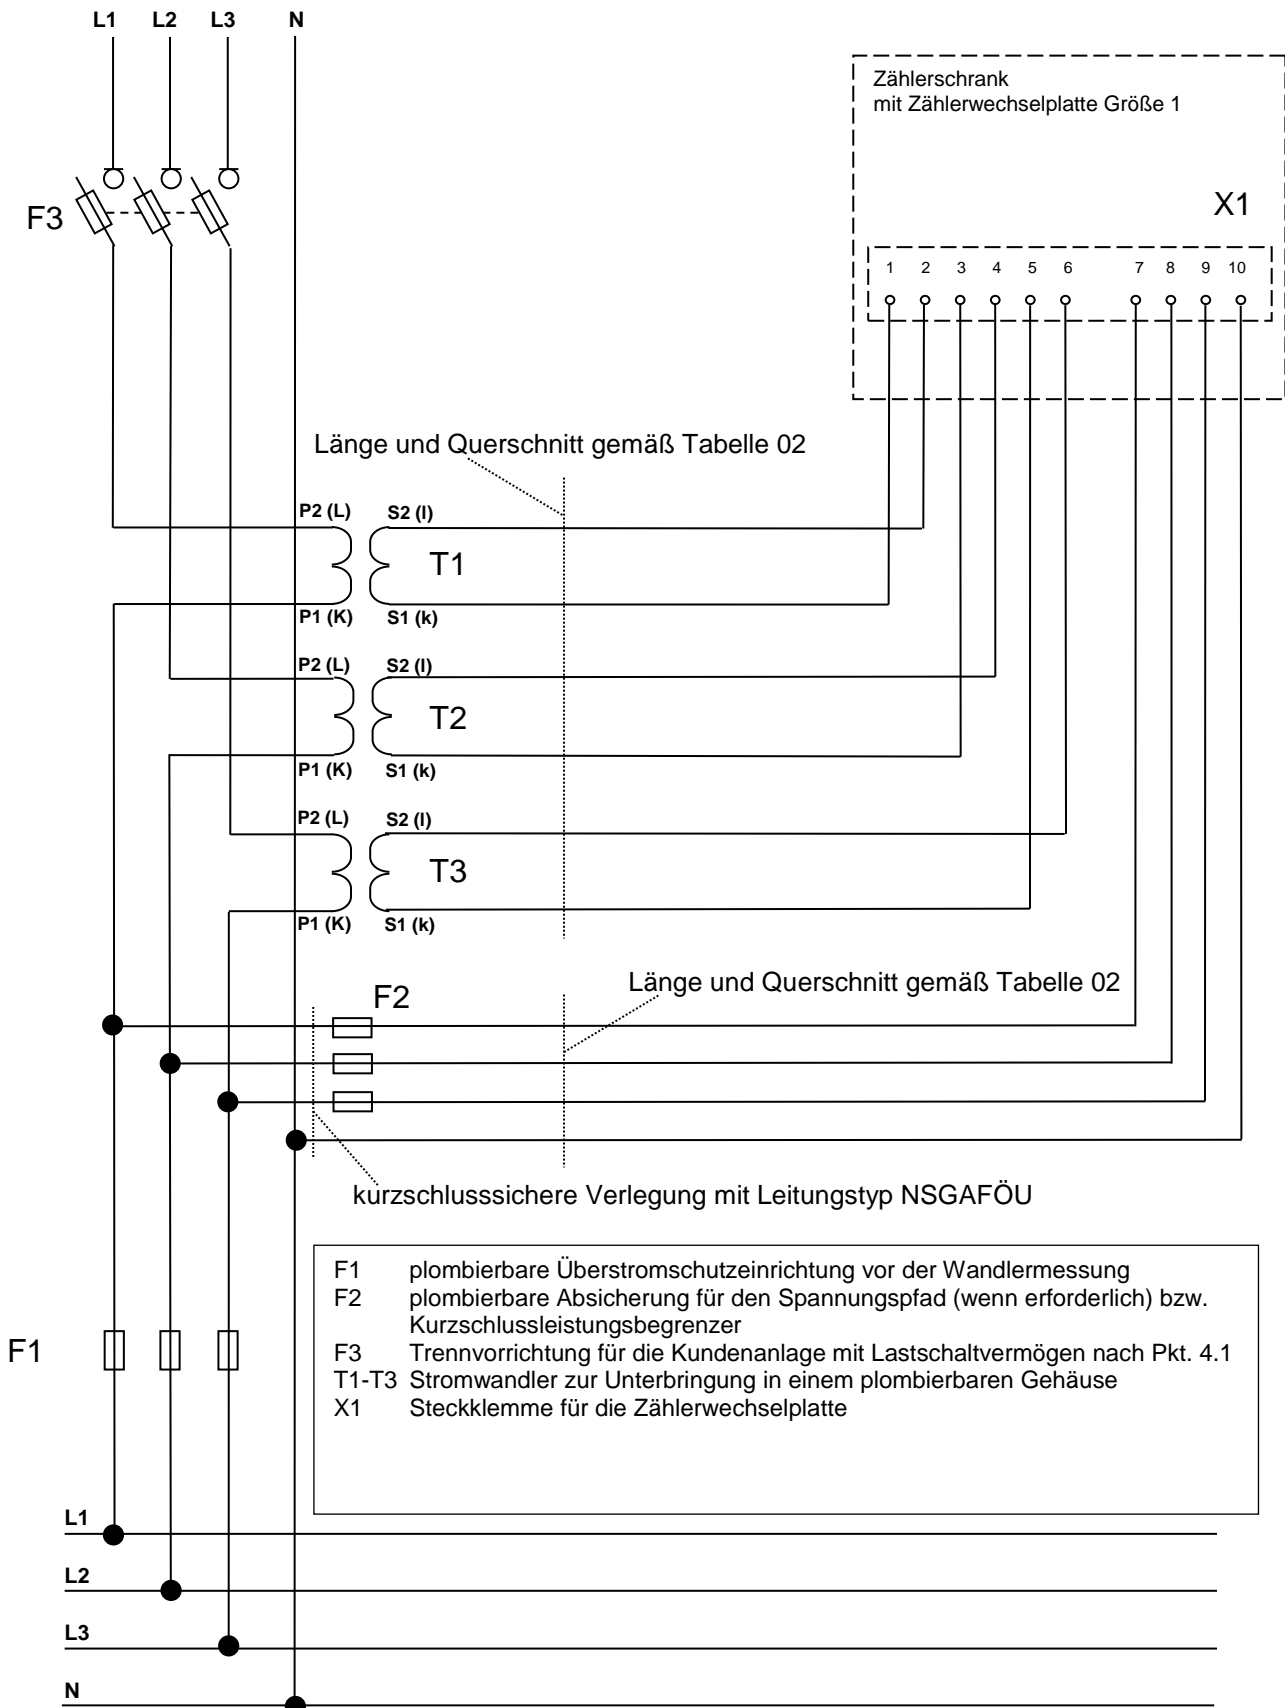 L1 L2 L3 N
Zählerschrank
mit Zählerwechselplatte Größe 1
X1
F3
1 2 3 4 5 6 7 8 9 10
Länge und Querschnitt gemäß Tabelle 02
P2 (L) S2 (l)
T1
P1 (K) S1 (k)
P2 (L) S2 (l)
T2
P1 (K) S1 (k)
P2 (L) S2 (l)
T3
P1 (K) S1 (k)
Länge und Querschnitt gemäß Tabelle 02
F2
kurzschlusssichere Verlegung mit Leitungstyp NSGAFÖU
F1 plombierbare Überstromschutzeinrichtung vor der Wandlermessung
F2 plombierbare Absicherung für den Spannungspfad (wenn erforderlich) bzw.
Kurzschlussleistungsbegrenzer
F3 Trennvorrichtung für die Kundenanlage mit Lastschaltvermögen nach Pkt. 4.1
T1-T3 Stromwandler zur Unterbringung in einem plombierbaren Gehäuse
X1 Steckklemme für die Zählerwechselplatte
F1
L1
L2
L3
N